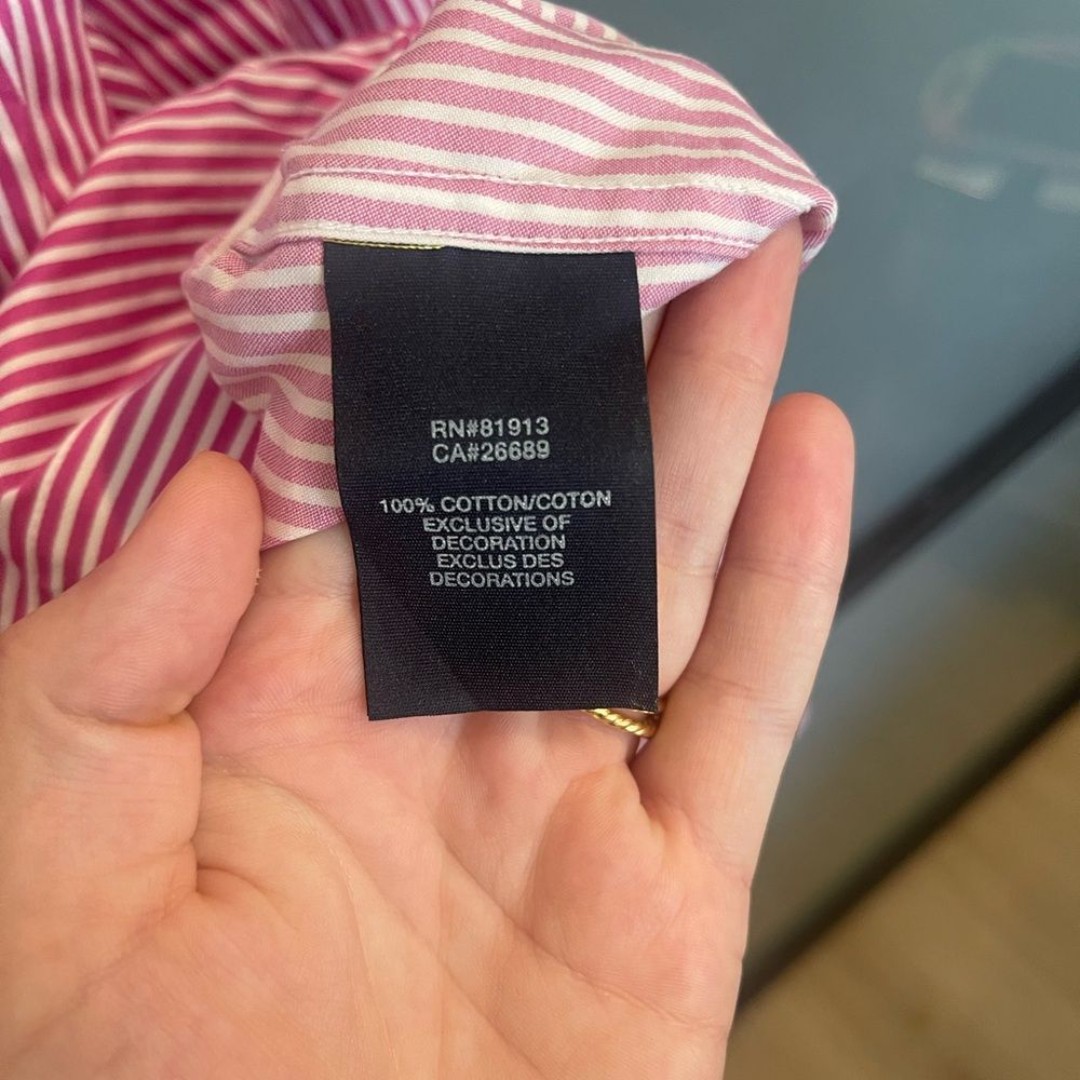 RN#81913
CA#26689
100% COTTON/COTON
EXCLUSIVE OF
DECORATION
EXCLUS DES
DECORATIONS